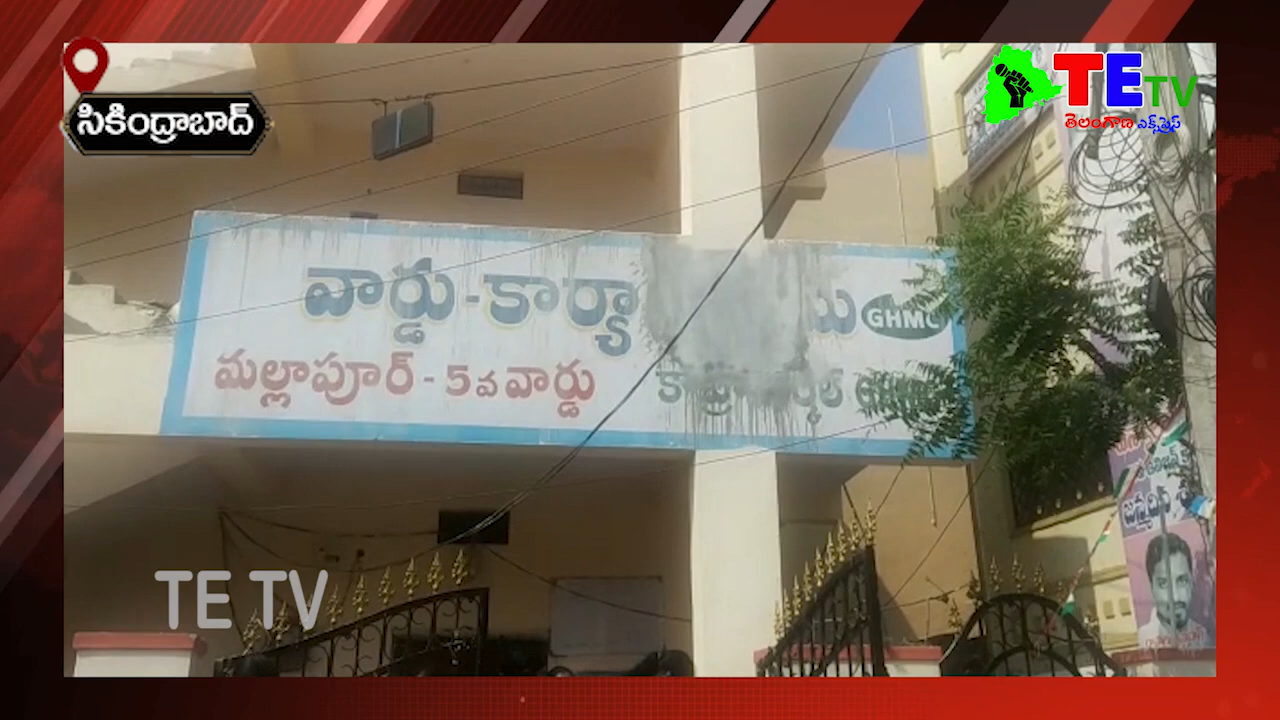 సికింద్రాబాద్
TE TV
తెలంగాణ ఎక్స్‌ప్రెస్
వార్డు - కార్యా
GHMC
మల్లాపూర్ - 5వ వార్డు
TE TV